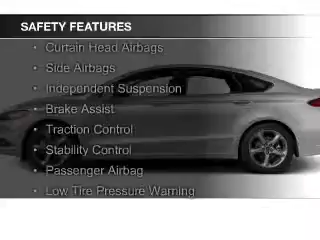 SAFETY FEATURES
• Curtain Head Airbags
• Side Airbags
• Independent Suspension
• Brake Assist
• Traction Control
• Stability Control
• Passenger Airbag
• Low Tire Pressure Warning